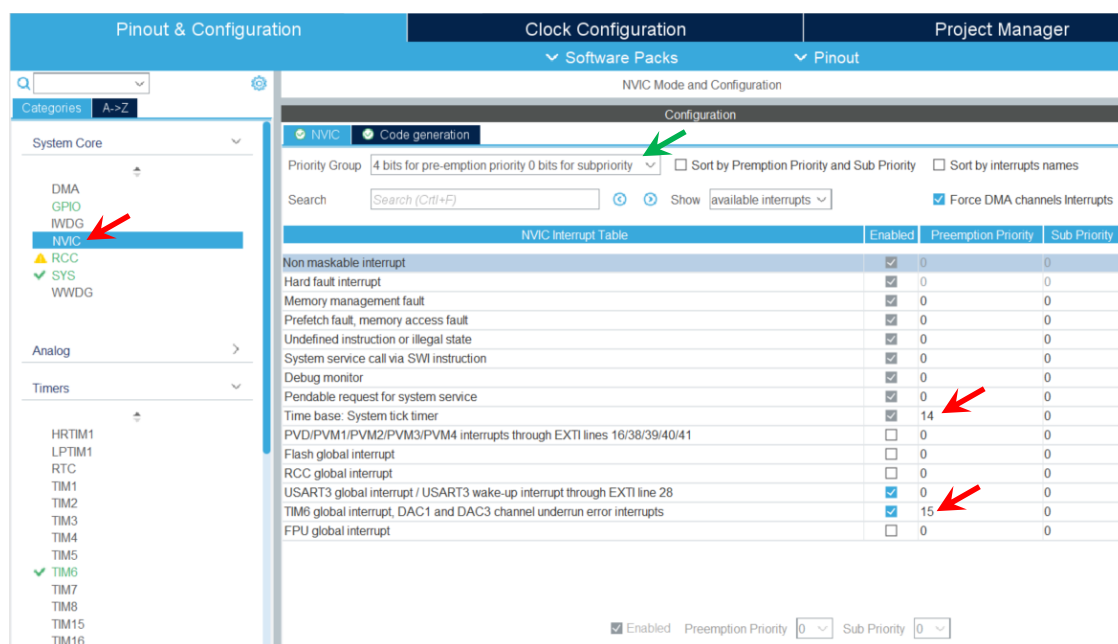 Pinout & Configuration Clock Configuration Project Manager
Software Packs Pinout
NVIC Mode and Configuration
Categories A->Z
Configuration
System Core
NVIC Code generation
Priority Group 4 bits for pre-emption priority 0 bits for subpriority Sort by Premption Priority and Sub Priority Sort by interrupts names
DMA
GPIO
IWDG
NVIC
RCC
SYS
WWDG
Search Search (Crtl+F) Show available interrupts Force DMA channels Interrupts
NVIC Interrupt Table Enabled Preemption Priority Sub Priority
Non maskable interrupt 0 0
Hard fault interrupt 0 0
Memory management fault 0 0
Prefetch fault, memory access fault 0 0
Undefined instruction or illegal state 0 0
System service call via SWI instruction 0 0
Debug monitor 0 0
Pendable request for system service 0 0
Time base: System tick timer 14 0
PVD/PVM1/PVM2/PVM3/PVM4 interrupts through EXTI lines 16/38/39/40/41 0 0
Flash global interrupt 0 0
RCC global interrupt 0 0
USART3 global interrupt / USART3 wake-up interrupt through EXTI line 28 0 0
TIM6 global interrupt, DAC1 and DAC3 channel underrun error interrupts 15 0
FPU global interrupt 0 0
Analog
Timers
HRTIM1
LPTIM1
RTC
TIM1
TIM2
TIM3
TIM4
TIM5
TIM6
TIM7
TIM8
TIM15
TIM16
Enabled Preemption Priority 0 Sub Priority 0